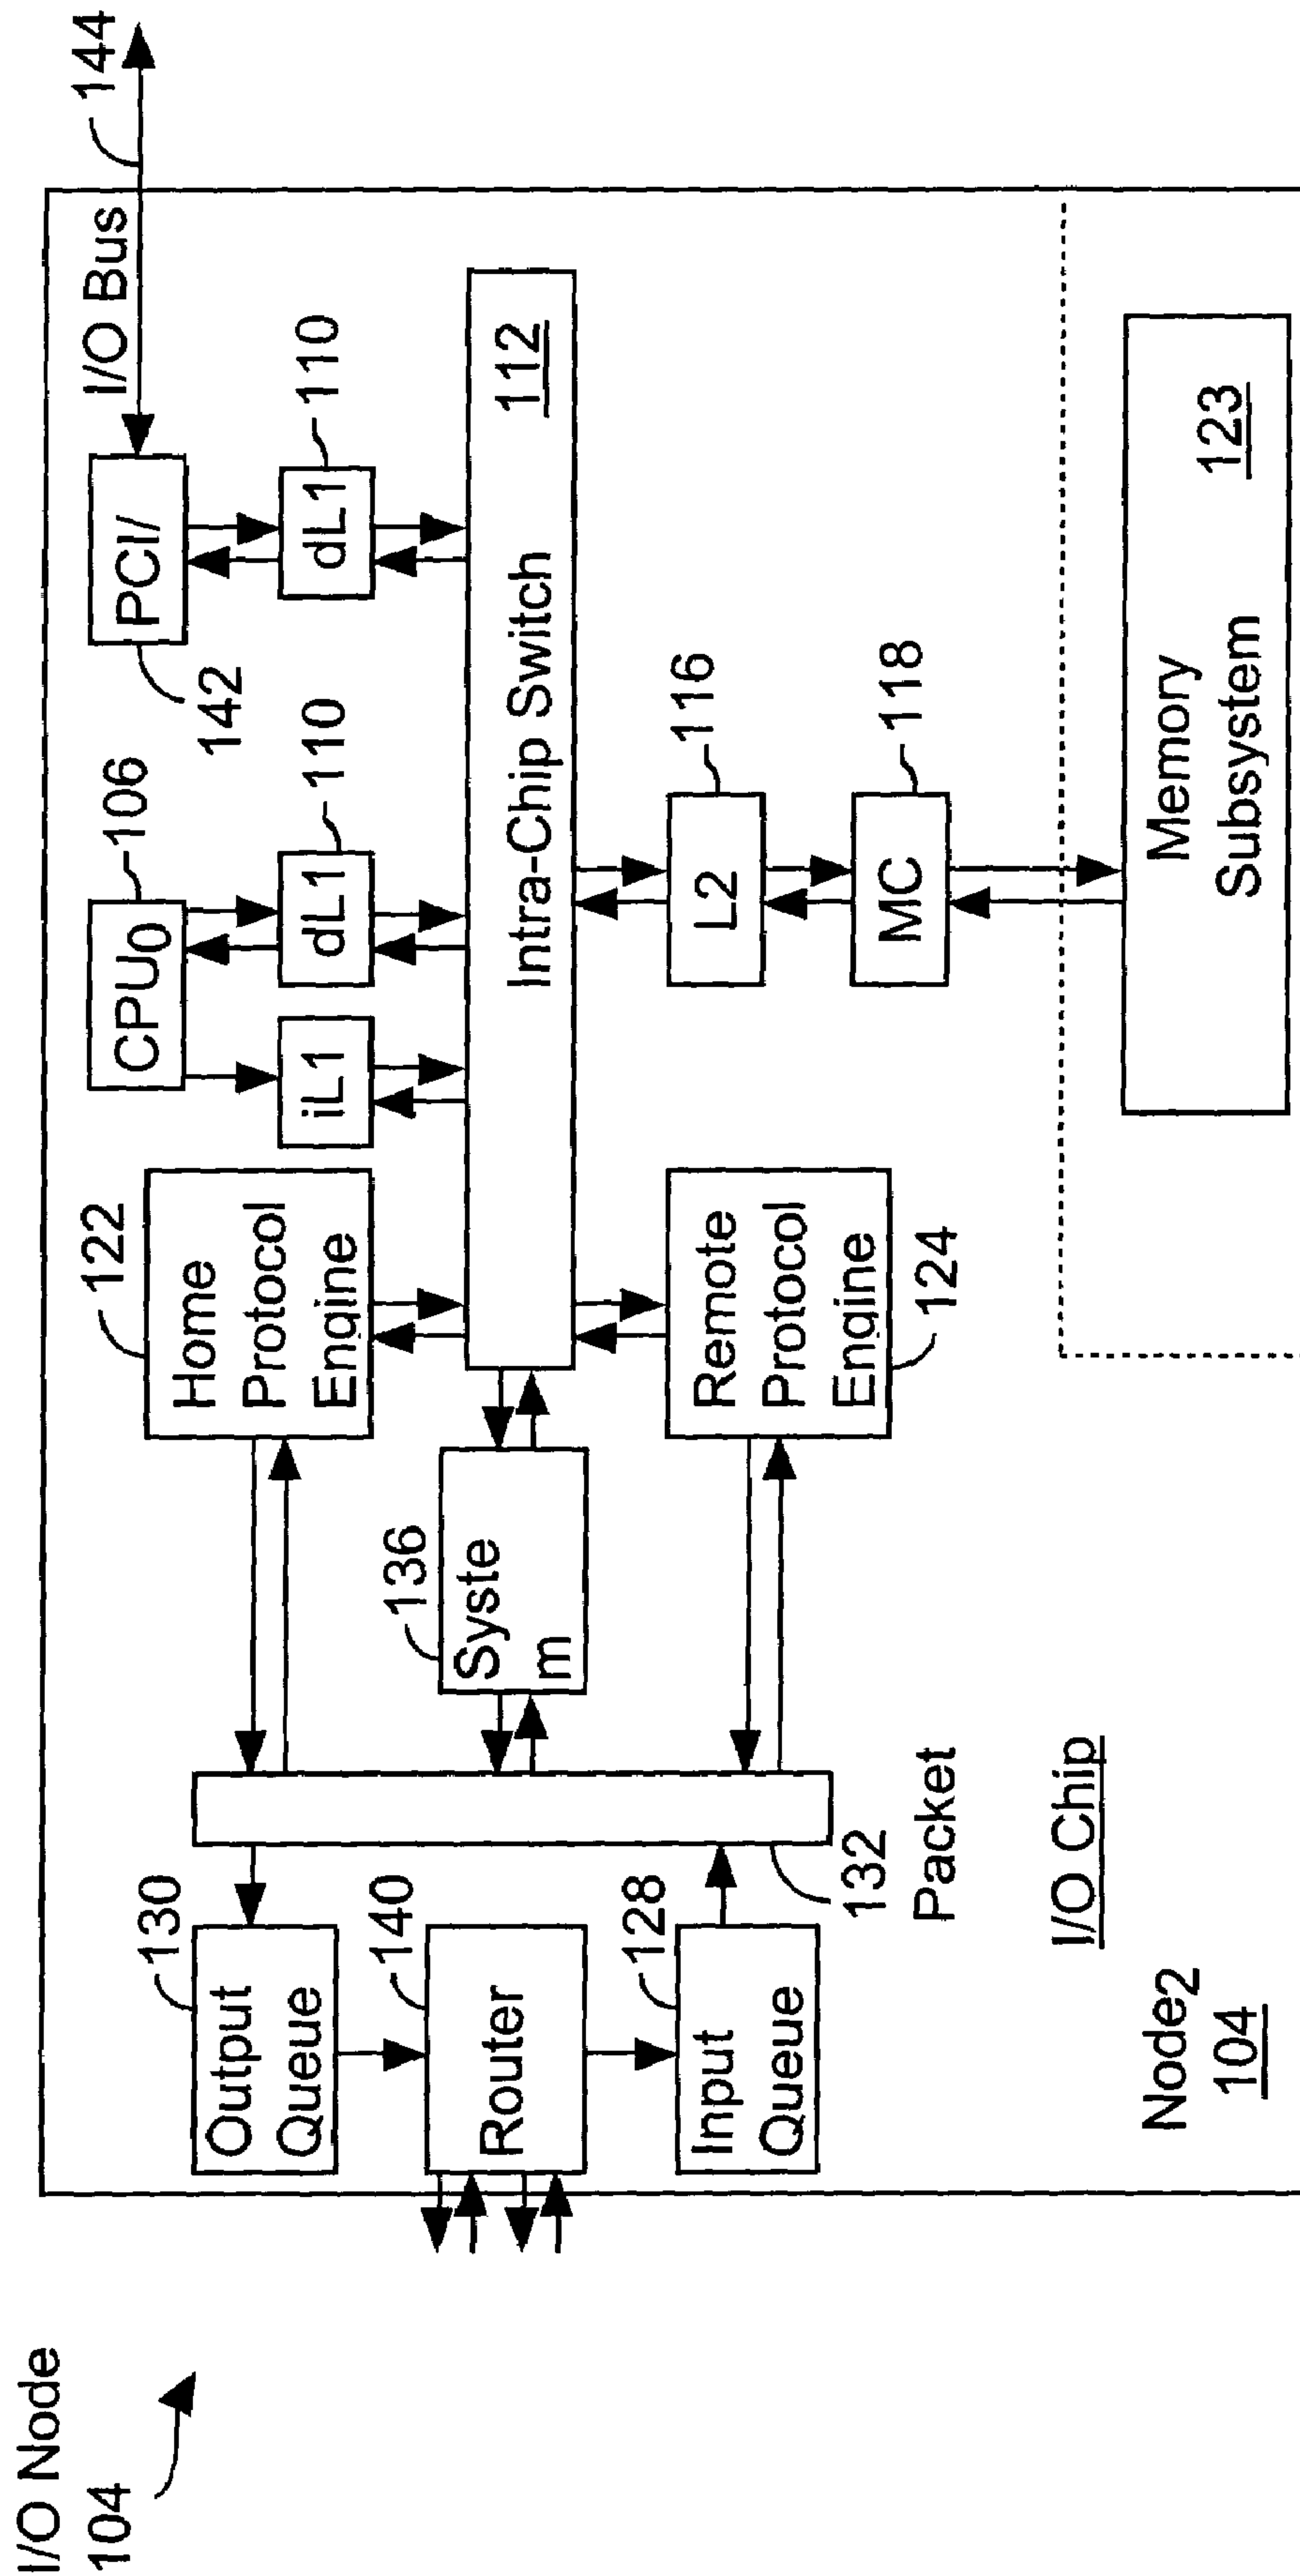 I/O Node
104
144
I/O Bus
PCI/
142
CPU0
106
dL1
110
iL1
dL1
110
Home
Protocol
Engine
122
Intra-Chip Switch
112
Output
Queue
130
Router
140
Input
Queue
128
132
Packet
Syste
m
136
Remote
Protocol
Engine
124
L2
116
MC
118
Memory
Subsystem
123
I/O Chip
Node2
104